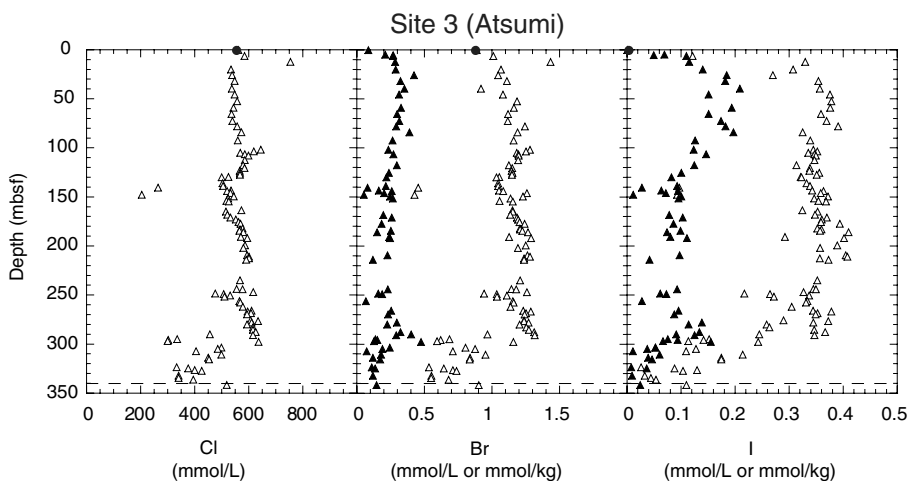 Site 3 (Atsumi)
Depth (mbsf)
0
50
100
150
200
250
300
350
0 200 400 600 800 0 0.5 1 1.5 0 0.1 0.2 0.3 0.4 0.5
Cl Br I
(mmol/L) (mmol/L or mmol/kg) (mmol/L or mmol/kg)